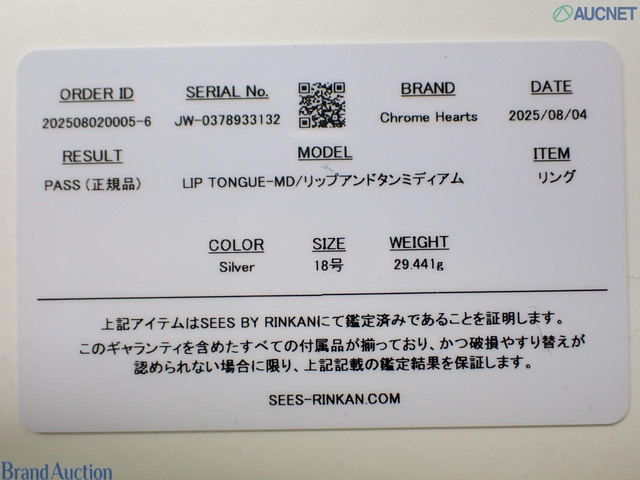 AUCNET
ORDER ID
202508020005-6
SERIAL No.
JW-0378933132
BRAND
Chrome Hearts
DATE
2025/08/04
RESULT
PASS (正規品)
MODEL
LIP TONGUE-MD/リップアンドタンミディアム
ITEM
リング
COLOR
Silver
SIZE
18号
WEIGHT
29.441g
上記アイテムはSEES BY RINKANにて鑑定済みであることを証明します。
このギャランティを含めたすべての付属品が揃っており、かつ破損やすり替えが
認められない場合に限り、上記記載の鑑定結果を保証します。
SEES-RINKAN.COM
Brand Auction